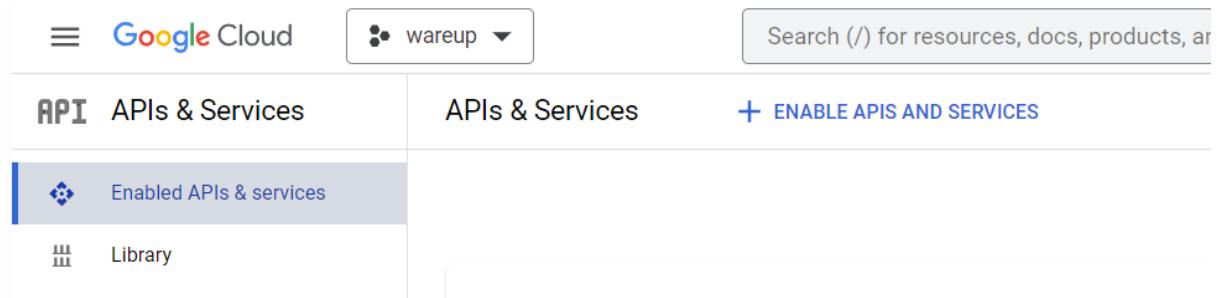 Google Cloud
wareup
Search (/) for resources, docs, products,
API APIs & Services
APIs & Services
+ ENABLE APIS AND SERVICES
Enabled APIs & services
Library